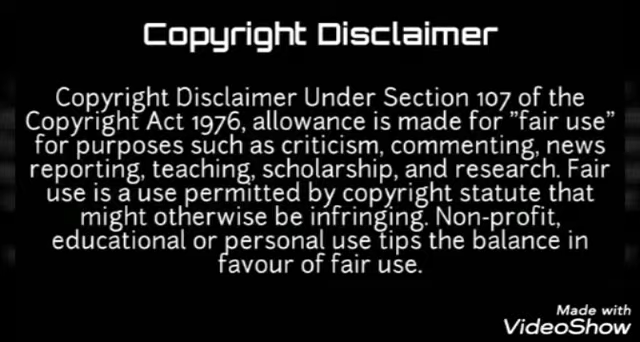 Copyright Disclaimer
Copyright Disclaimer Under Section 107 of the
Copyright Act 1976, allowance is made for "fair use"
for purposes such as criticism, commenting, news
reporting, teaching, scholarship, and research. Fair
use is a use permitted by copyright statute that
might otherwise be infringing. Non-profit,
educational or personal use tips the balance in
favour of fair use.
Made with
VideoShow